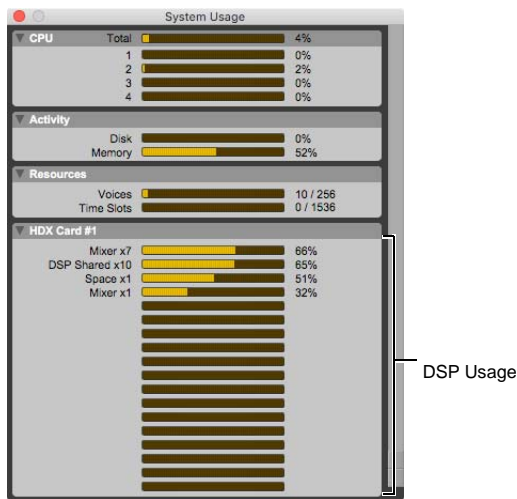 System Usage
CPU Total 4%
1 0%
2 2%
3 0%
4 0%
Activity
Disk 0%
Memory 52%
Resources
Voices 10 / 256
Time Slots 0 / 1536
HDX Card #1
Mixer x7 66%
DSP Shared x10 65%
Space x1 51%
Mixer x1 32%
DSP Usage